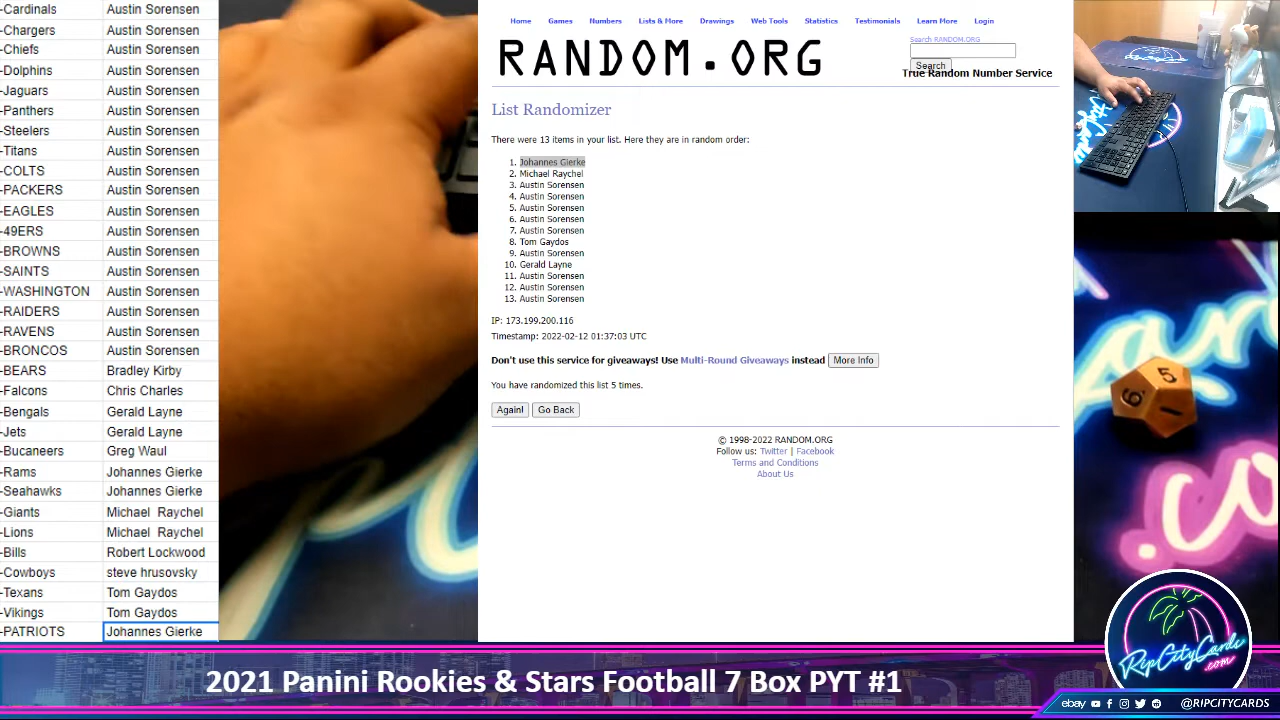 -Cardinals Austin Sorensen
-Chargers Austin Sorensen
-Chiefs Austin Sorensen
-Dolphins Austin Sorensen
-Jaguars Austin Sorensen
-Panthers Austin Sorensen
-Steelers Austin Sorensen
-Titans Austin Sorensen
-COLTS Austin Sorensen
-PACKERS Austin Sorensen
-EAGLES Austin Sorensen
-49ERS Austin Sorensen
-BROWNS Austin Sorensen
-SAINTS Austin Sorensen
-WASHINGTON Austin Sorensen
-RAIDERS Austin Sorensen
-RAVENS Austin Sorensen
-BRONCOS Austin Sorensen
-BEARS Bradley Kirby
-Falcons Chris Charles
-Bengals Gerald Layne
-Jets Gerald Layne
-Bucaneers Greg Waul
-Rams Johannes Gierke
-Seahawks Johannes Gierke
-Giants Michael Raychel
-Lions Michael Raychel
-Bills Robert Lockwood
-Cowboys steve hrusovsky
-Texans Tom Gaydos
-Vikings Tom Gaydos
-PATRIOTS Johannes Gierke
Home Games Numbers Lists & More Drawings Web Tools Statistics Testimonials Learn More Login
RANDOM.ORG
Search RANDOM.ORG
Search
True Random Number Service
List Randomizer
There were 13 items in your list. Here they are in random order:
1. Johannes Gierke
2. Michael Raychel
3. Austin Sorensen
4. Austin Sorensen
5. Austin Sorensen
6. Austin Sorensen
7. Austin Sorensen
8. Tom Gaydos
9. Austin Sorensen
10. Gerald Layne
11. Austin Sorensen
12. Austin Sorensen
13. Austin Sorensen
IP: 173.199.200.116
Timestamp: 2022-02-12 01:37:03 UTC
Don't use this service for giveaways! Use Multi-Round Giveaways instead More Info
You have randomized this list 5 times.
Again! Go Back
© 1998-2022 RANDOM.ORG
Follow us: Twitter | Facebook
Terms and Conditions
About Us
5
6
1
.co
RipCityCards
.com
2021 Panini Rookies & Stars Football 7 Box PYT #1
ebay @RIPCITYCARDS